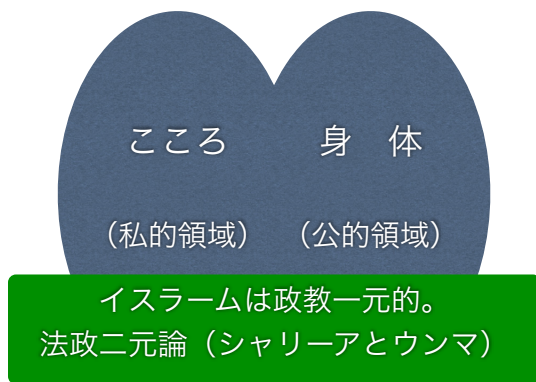 こころ
身　体
（私的領域）
（公的領域）
イスラームは政教一元的。
法政二元論（シャリーアとウンマ）